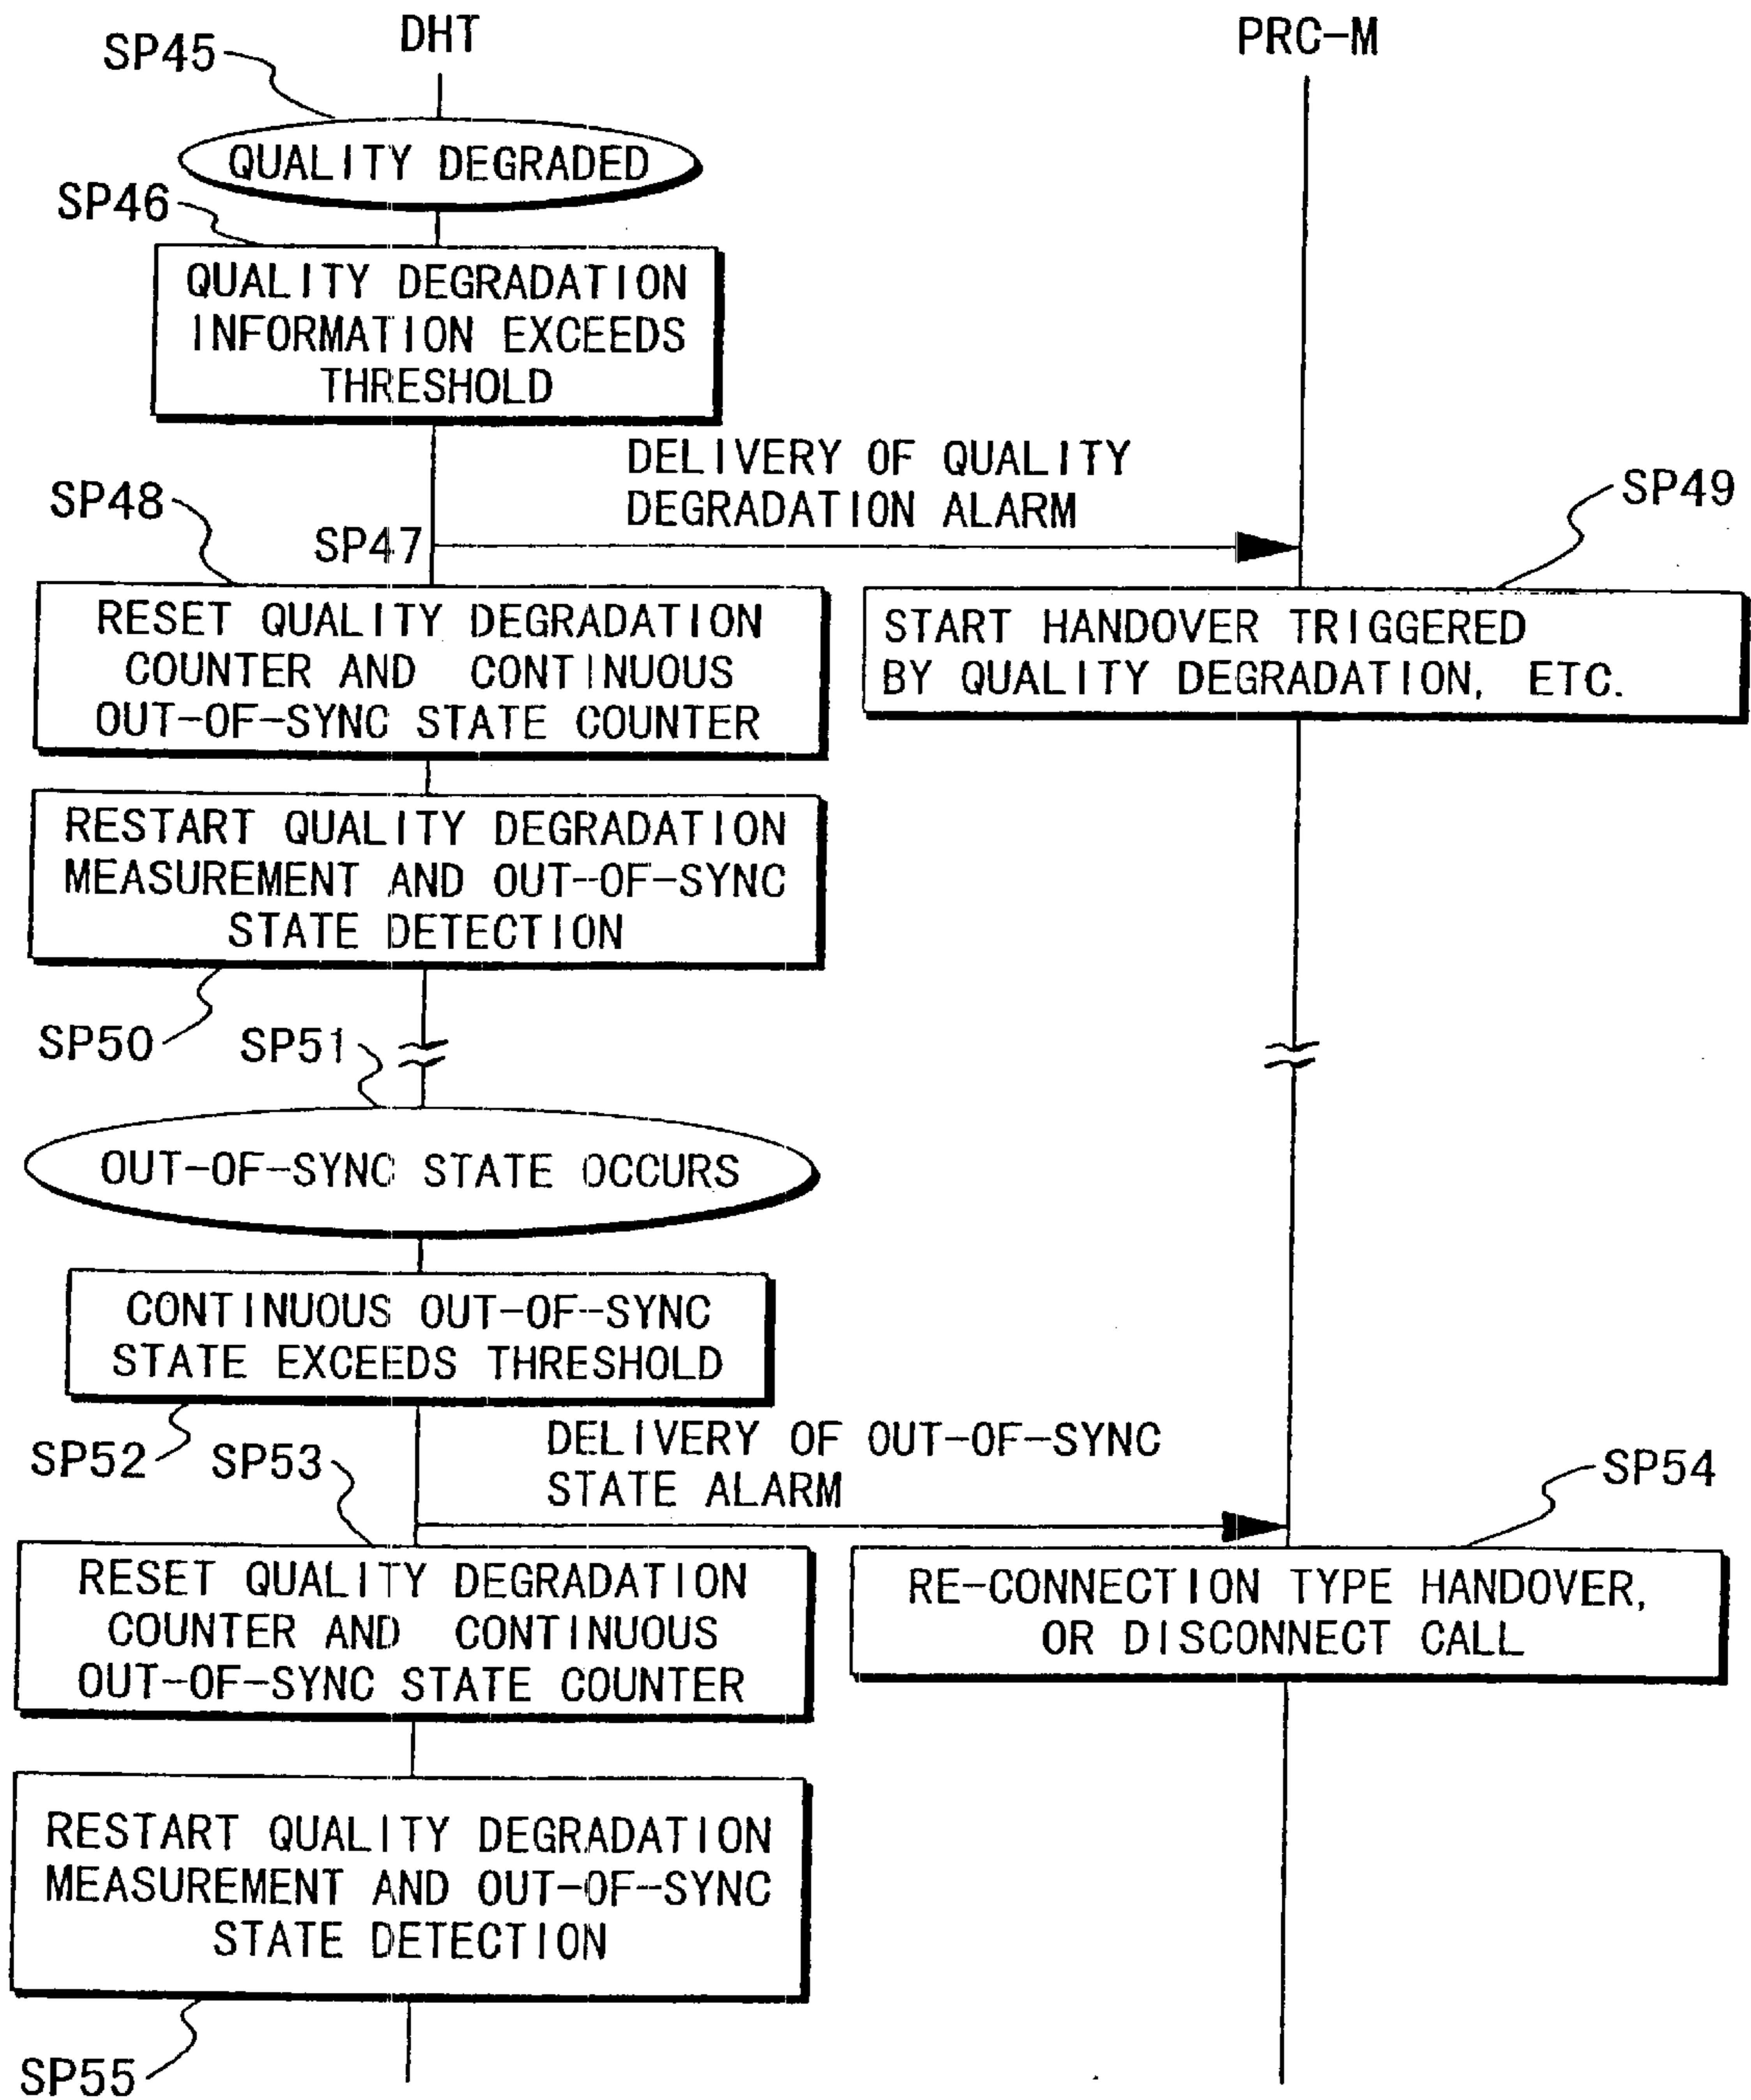 DHT
PRC-M
SP45
QUALITY DEGRADED
SP46
QUALITY DEGRADATION
INFORMATION EXCEEDS
THRESHOLD
DELIVERY OF QUALITY
DEGRADATION ALARM
SP49
SP48
SP47
RESET QUALITY DEGRADATION
COUNTER AND CONTINUOUS
OUT-OF-SYNC STATE COUNTER
START HANDOVER TRIGGERED
BY QUALITY DEGRADATION, ETC.
RESTART QUALITY DEGRADATION
MEASUREMENT AND OUT-OF-SYNC
STATE DETECTION
SP50
SP51
OUT-OF-SYNC STATE OCCURS
CONTINUOUS OUT-OF-SYNC
STATE EXCEEDS THRESHOLD
SP52
SP53
DELIVERY OF OUT-OF-SYNC
STATE ALARM
SP54
RESET QUALITY DEGRADATION
COUNTER AND CONTINUOUS
OUT-OF-SYNC STATE COUNTER
RE-CONNECTION TYPE HANDOVER,
OR DISCONNECT CALL
RESTART QUALITY DEGRADATION
MEASUREMENT AND OUT-OF-SYNC
STATE DETECTION
SP55